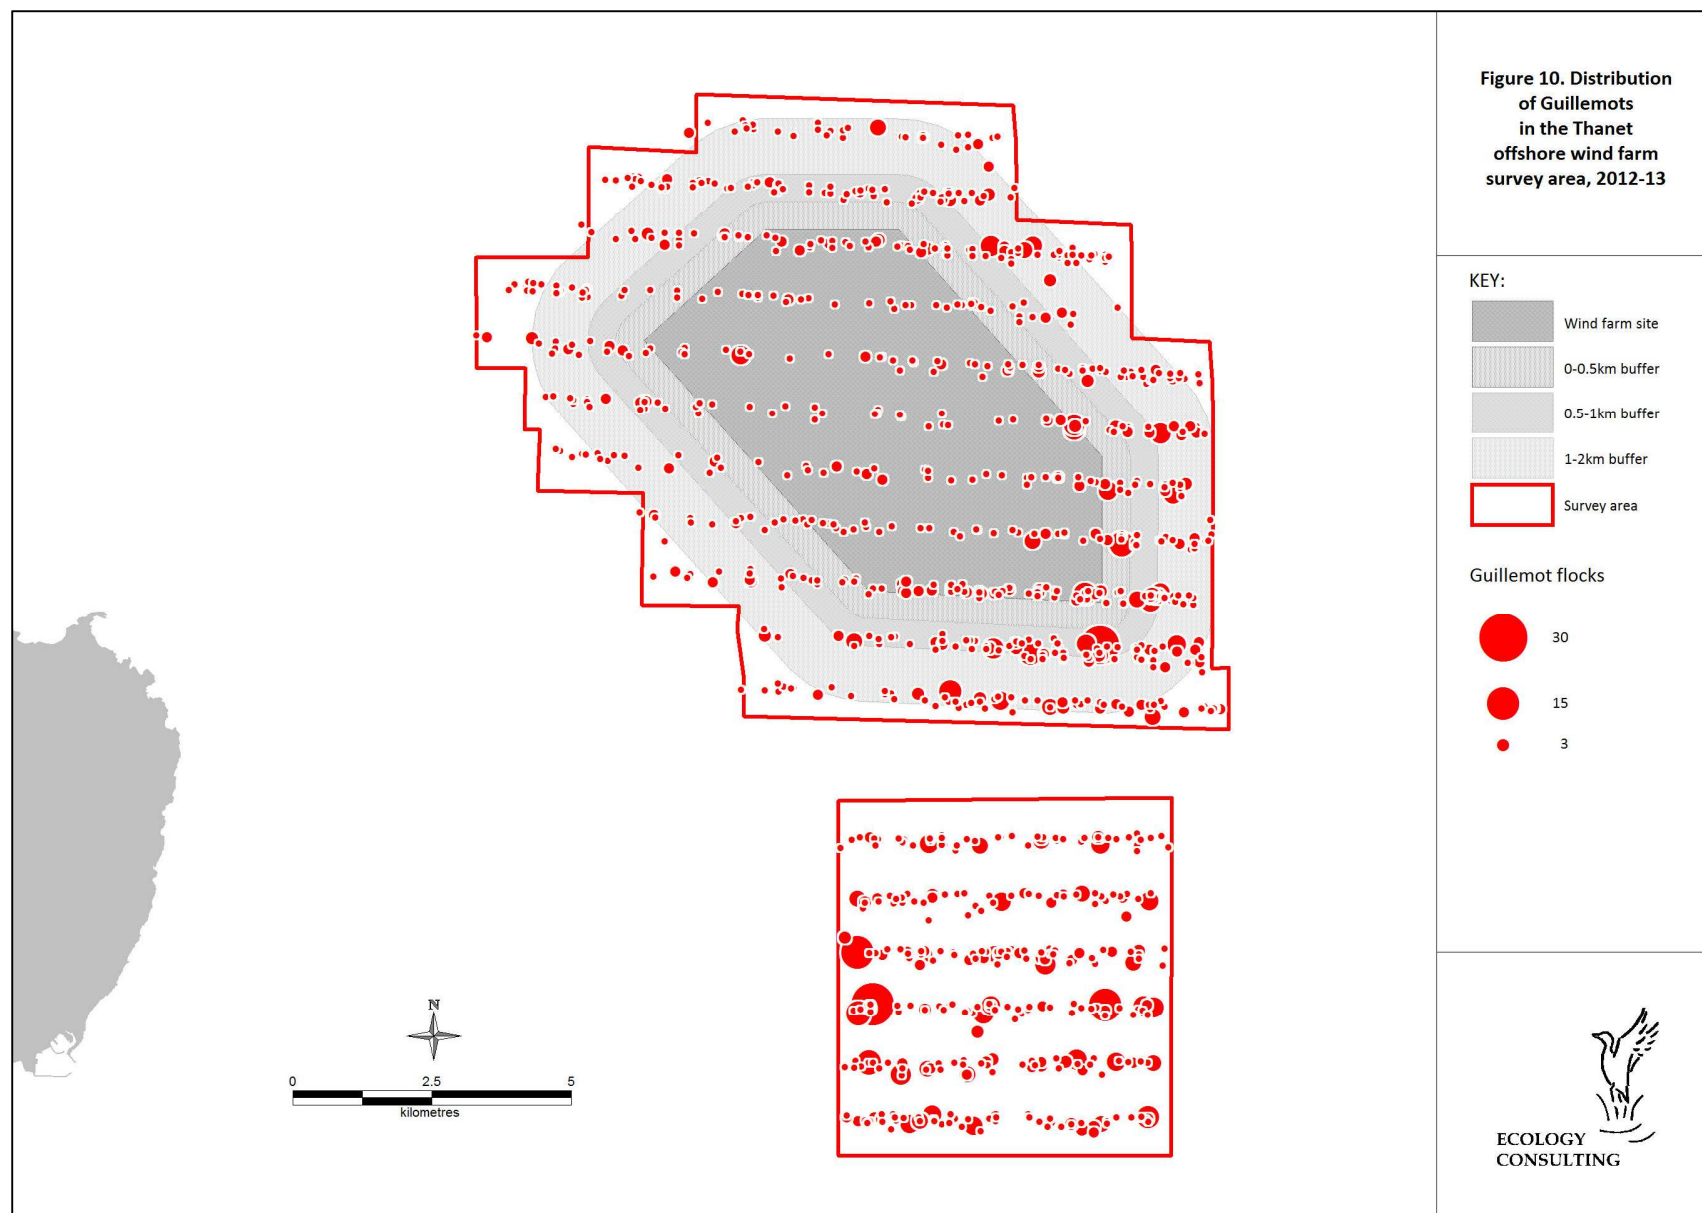 Figure 10. Distribution
of Guillemots
in the Thanet
offshore wind farm
survey area, 2012-13
KEY:
Wind farm site
0-0.5km buffer
0.5-1km buffer
1-2km buffer
Survey area
Guillemot flocks
30
15
3
N
0 2.5 5
kilometres
ECOLOGY
CONSULTING